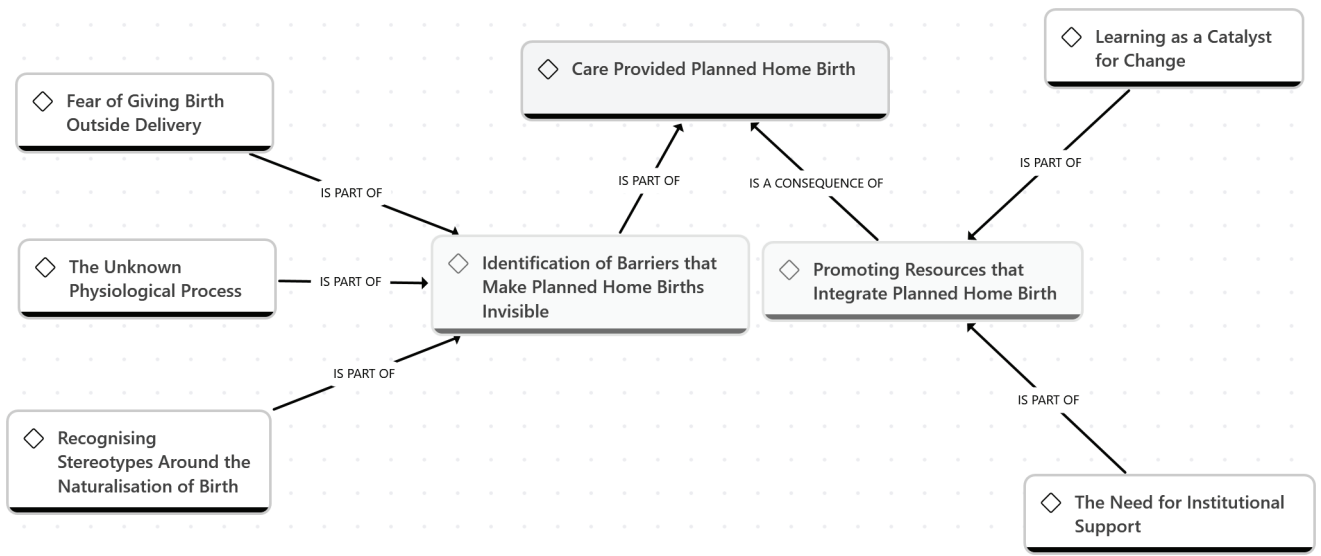 Learning as a Catalyst
for Change
Care Provided Planned Home Birth
Fear of Giving Birth
Outside Delivery
IS PART OF
IS PART OF
IS A CONSEQUENCE OF
IS PART OF
The Unknown
Physiological Process
IS PART OF
Identification of Barriers that
Make Planned Home Births
Invisible
Promoting Resources that
Integrate Planned Home Birth
IS PART OF
IS PART OF
Recognising
Stereotypes Around the
Naturalisation of Birth
The Need for Institutional
Support